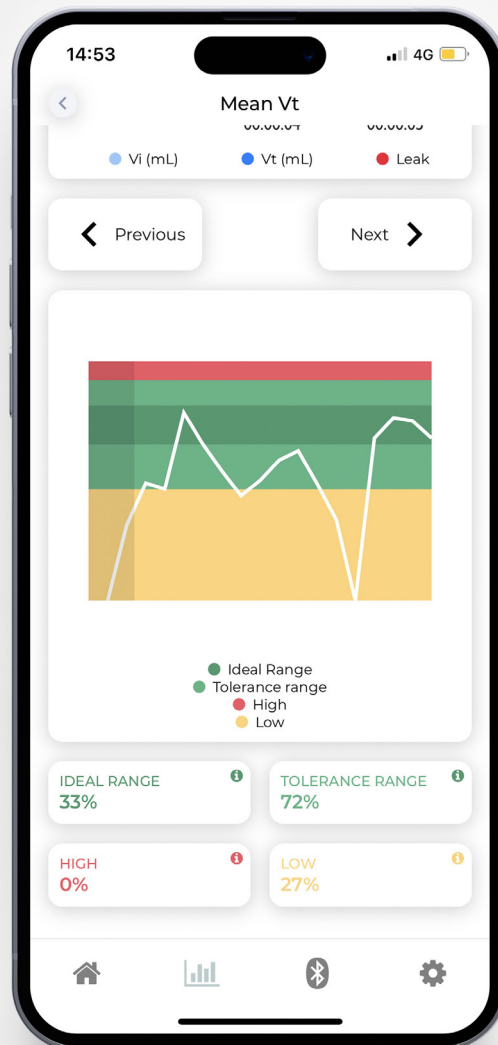 14:53
4G
Mean Vt
Vi (mL)
Vt (mL)
Leak
Previous
Next
Ideal Range
Tolerance range
High
Low
IDEAL RANGE
33%
TOLERANCE RANGE
72%
HIGH
0%
LOW
27%